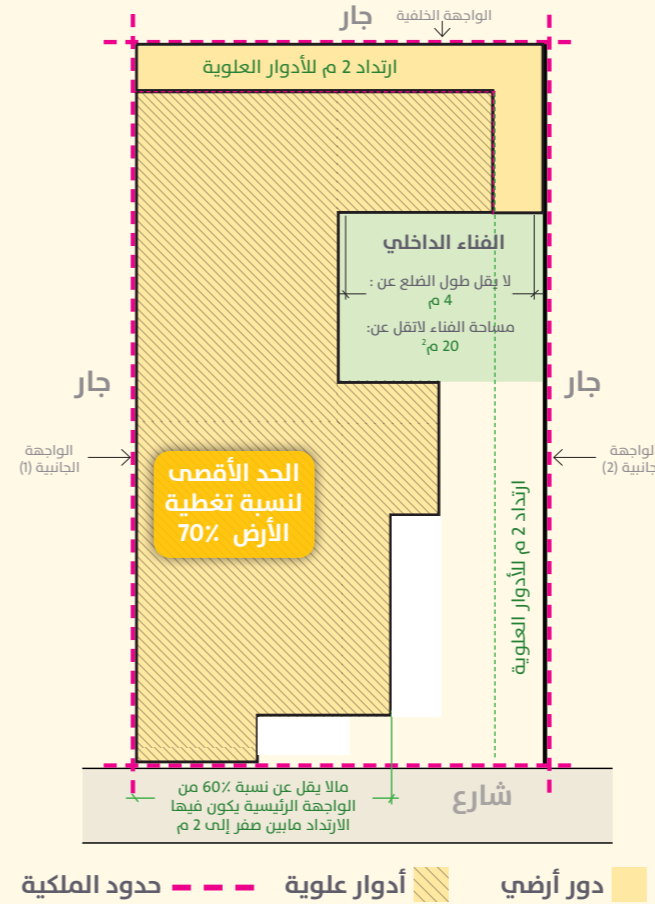 الواجهة الخلفية
جار
ارتداد 2 م للأدوار العلوية
الفناء الداخلي
لا يقل طول الضلع عن :
4 م
مساحة الفناء لاتقل عن:
20 م²
جار
جار
الواجهة
الجانبية (1)
لواجهة
جانبية (2)
الحد الأقصى
لنسبة تغطية
الأرض 70٪
ارتداد 2 م للأدوار العلوية
مالا يقل عن نسبة 60٪ من
الواجهة الرئيسية يكون فيها
الارتداد مابين صفر إلى 2 م
شارع
دور أرضي
أدوار علوية
حدود الملكية